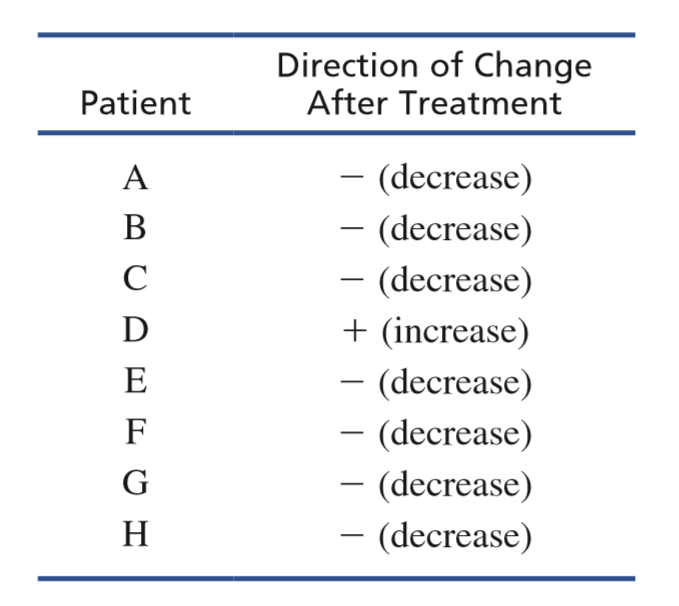 Direction of Change
Patient After Treatment
A − (decrease)
B − (decrease)
C − (decrease)
D + (increase)
E − (decrease)
F − (decrease)
G − (decrease)
H − (decrease)